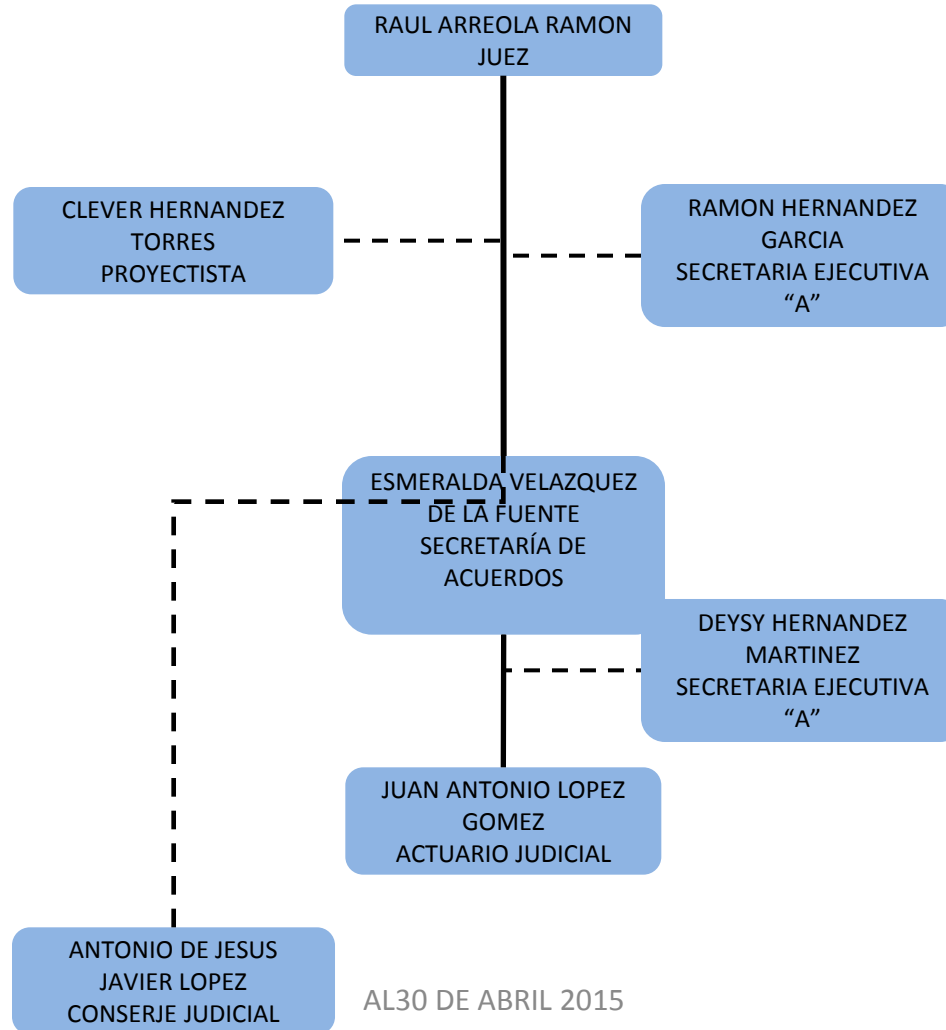 RAUL ARREOLA RAMON
JUEZ
CLEVER HERNANDEZ
TORRES
PROYECTISTA
RAMON HERNANDEZ
GARCIA
SECRETARIA EJECUTIVA
“A”
ESMERALDA VELAZQUEZ
DE LA FUENTE
SECRETARÍA DE
ACUERDOS
DEYSY HERNANDEZ
MARTINEZ
SECRETARIA EJECUTIVA
“A”
JUAN ANTONIO LOPEZ
GOMEZ
ACTUARIO JUDICIAL
ANTONIO DE JESUS
JAVIER LOPEZ
CONSERJE JUDICIAL
AL30 DE ABRIL 2015